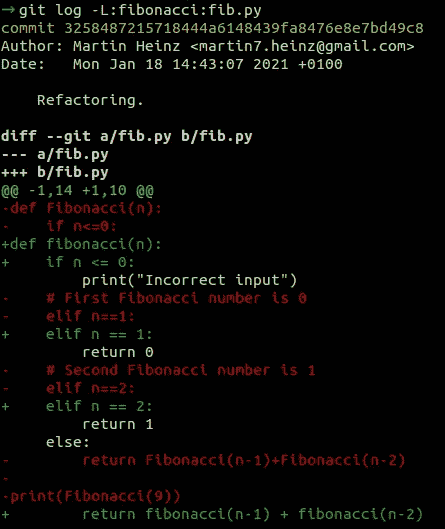 → git log -L:fibonacci:fib.py
commit 3258487215718444a6148439fa8476e8e7bd49c8
Author: Martin Heinz <martin7.heinz@gmail.com>
Date:   Mon Jan 18 14:43:07 2021 +0100

    Refactoring.

diff --git a/fib.py b/fib.py
--- a/fib.py
+++ b/fib.py
@@ -1,14 +1,10 @@
-def Fibonacci(n):
-    if n<=0:
+def fibonacci(n):
+    if n <= 0:
         print("Incorrect input")
-    # First Fibonacci number is 0
-    elif n==1:
+    elif n == 1:
         return 0
-    # Second Fibonacci number is 1
-    elif n==2:
+    elif n == 2:
         return 1
     else:
-        return Fibonacci(n-1)+Fibonacci(n-2)
-
-print(Fibonacci(9))
+        return fibonacci(n-1) + fibonacci(n-2)